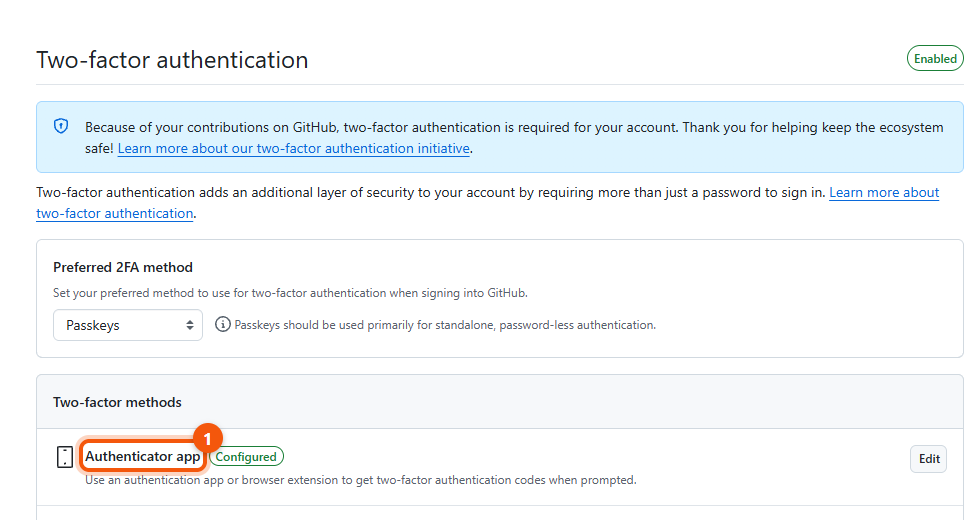 Two-factor authentication
Enabled
Because of your contributions on GitHub, two-factor authentication is required for your account. Thank you for helping keep the ecosystem
safe! Learn more about our two-factor authentication initiative.
Two-factor authentication adds an additional layer of security to your account by requiring more than just a password to sign in. Learn more about
two-factor authentication.
Preferred 2FA method
Set your preferred method to use for two-factor authentication when signing into GitHub.
Passkeys
Passkeys should be used primarily for standalone, password-less authentication.
Two-factor methods
1
Authenticator app
Configured
Edit
Use an authentication app or browser extension to get two-factor authentication codes when prompted.